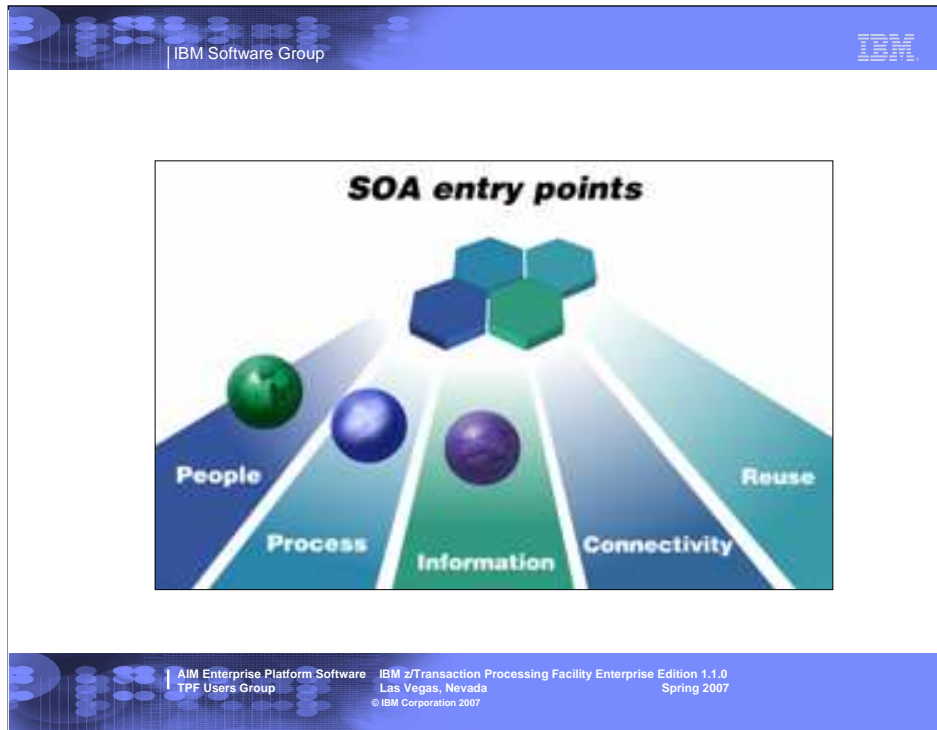 IBM Software Group
IBM
SOA entry points
People
Process
Information
Connectivity
Reuse
AIM Enterprise Platform Software IBM z/Transaction Processing Facility Enterprise Edition 1.1.0
TPF Users Group Las Vegas, Nevada Spring 2007
© IBM Corporation 2007